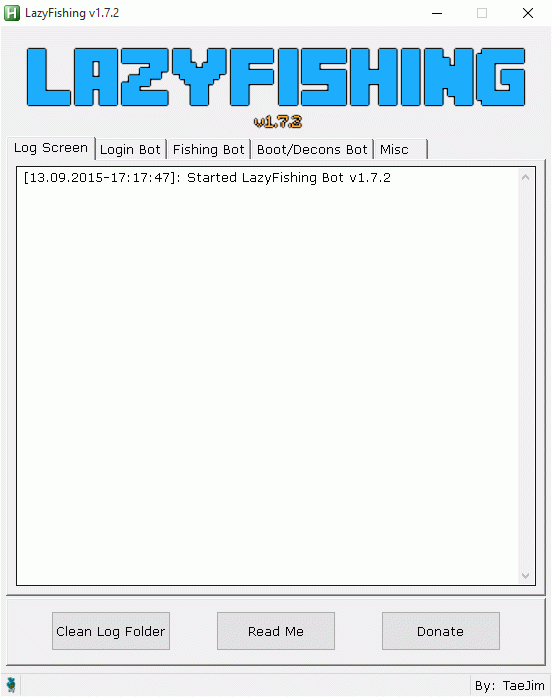 LazyFishing v1.7.2
LAZYFISHING
v1.7.2
Log Screen Login Bot Fishing Bot Boot/Decons Bot Misc
[13.09.2015-17:17:47]: Started LazyFishing Bot v1.7.2
Clean Log Folder Read Me Donate
By: TaeJim